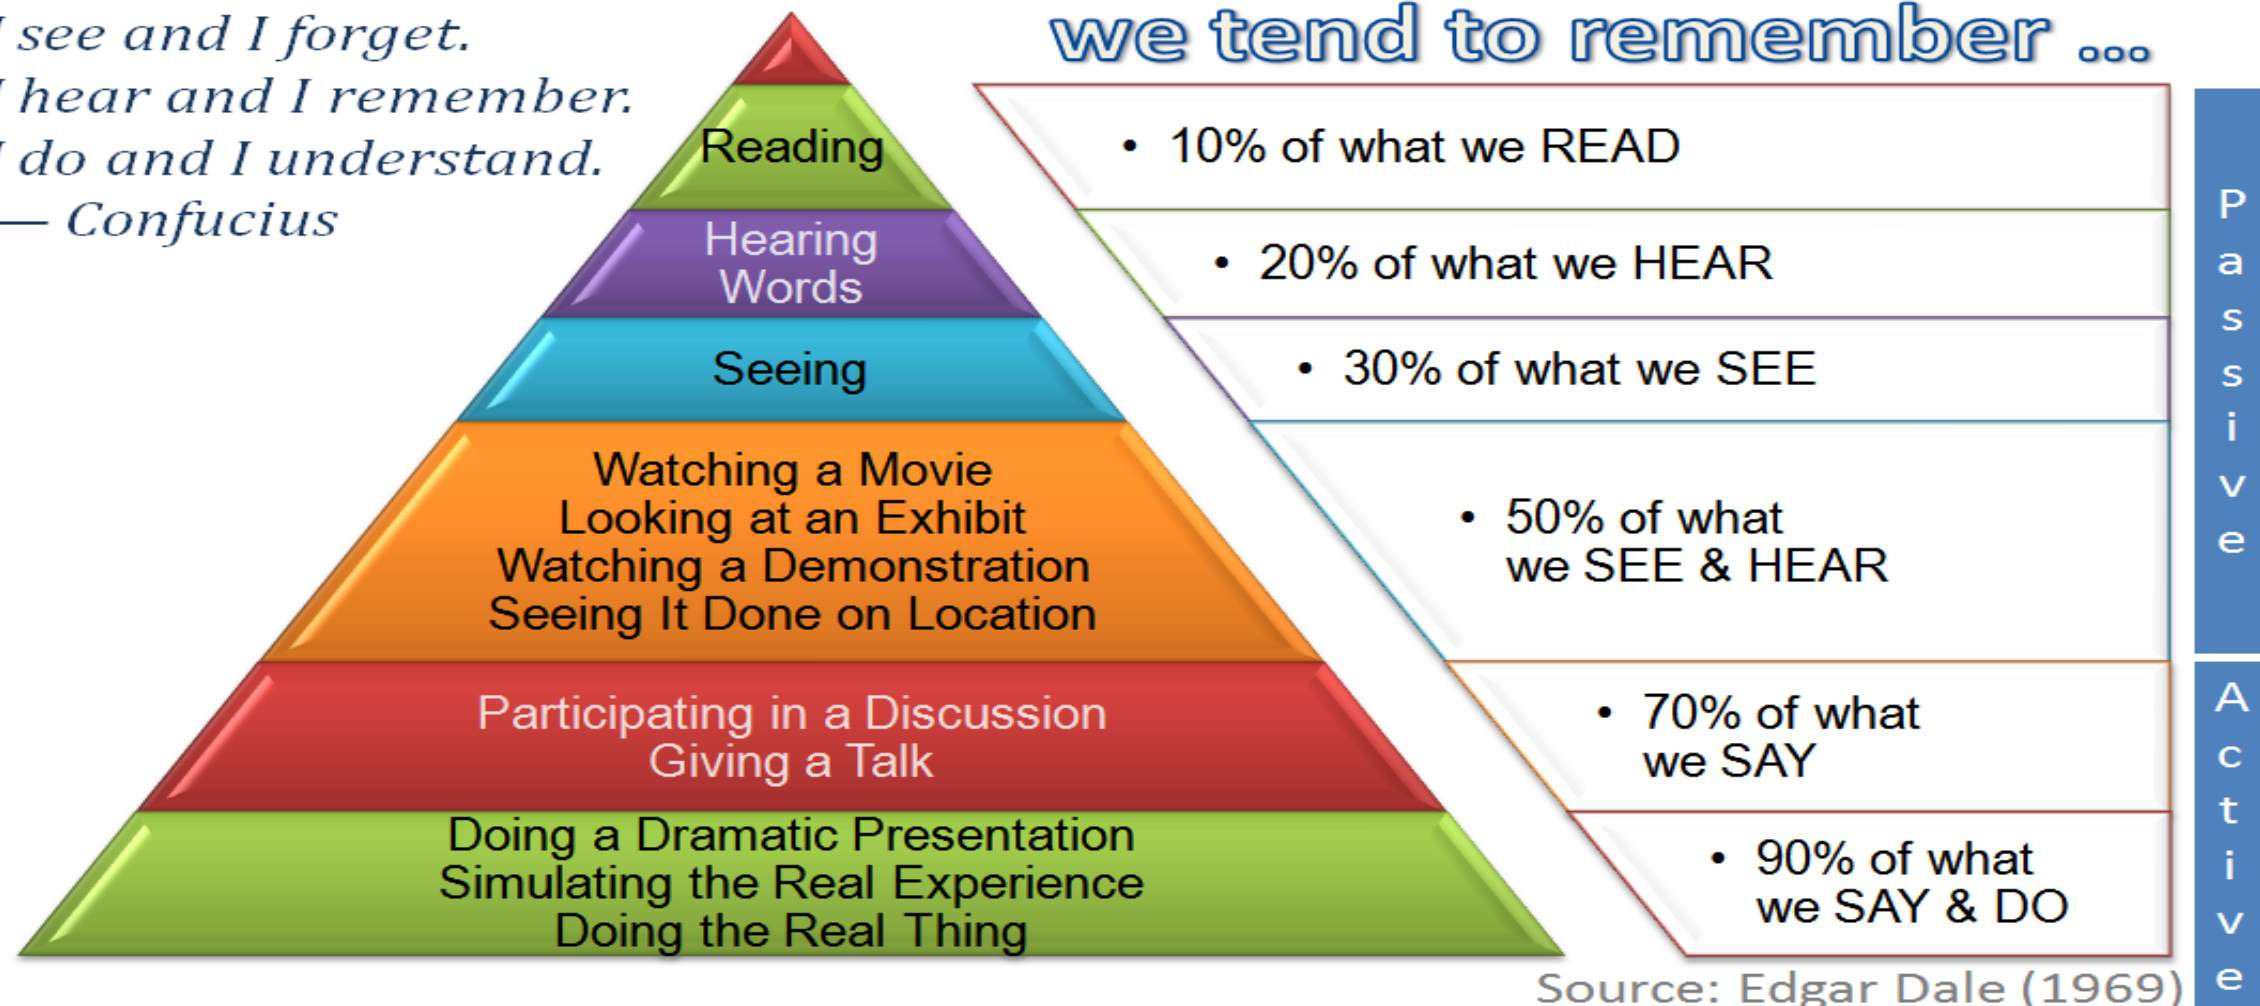 I see and I forget.
I hear and I remember.
I do and I understand.
— Confucius
we tend to remember ...
Reading
• 10% of what we READ
Hearing
Words
• 20% of what we HEAR
Seeing
• 30% of what we SEE
Watching a Movie
Looking at an Exhibit
Watching a Demonstration
Seeing It Done on Location
• 50% of what
we SEE & HEAR
Participating in a Discussion
Giving a Talk
• 70% of what
we SAY
Doing a Dramatic Presentation
Simulating the Real Experience
Doing the Real Thing
• 90% of what
we SAY & DO
Passive
Active
Source: Edgar Dale (1969)